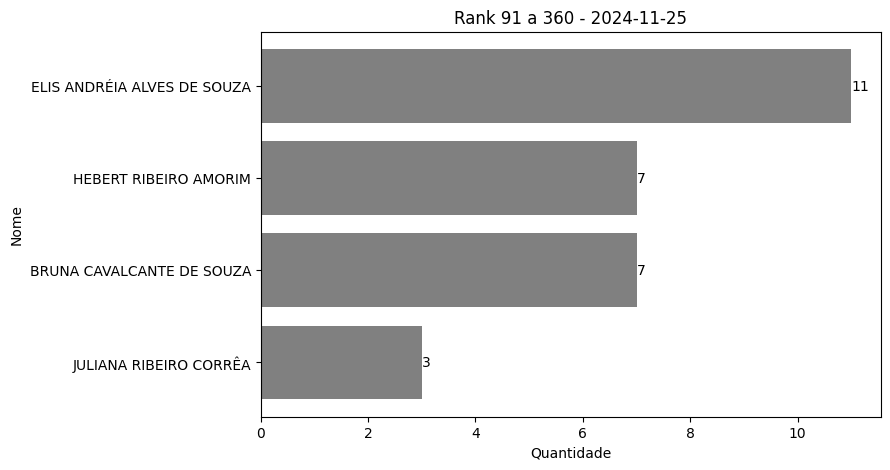 Rank 91 a 360 - 2024-11-25
Nome
ELIS ANDRÉIA ALVES DE SOUZA 11
HEBERT RIBEIRO AMORIM 7
BRUNA CAVALCANTE DE SOUZA 7
JULIANA RIBEIRO CORRÊA 3
0 2 4 6 8 10
Quantidade